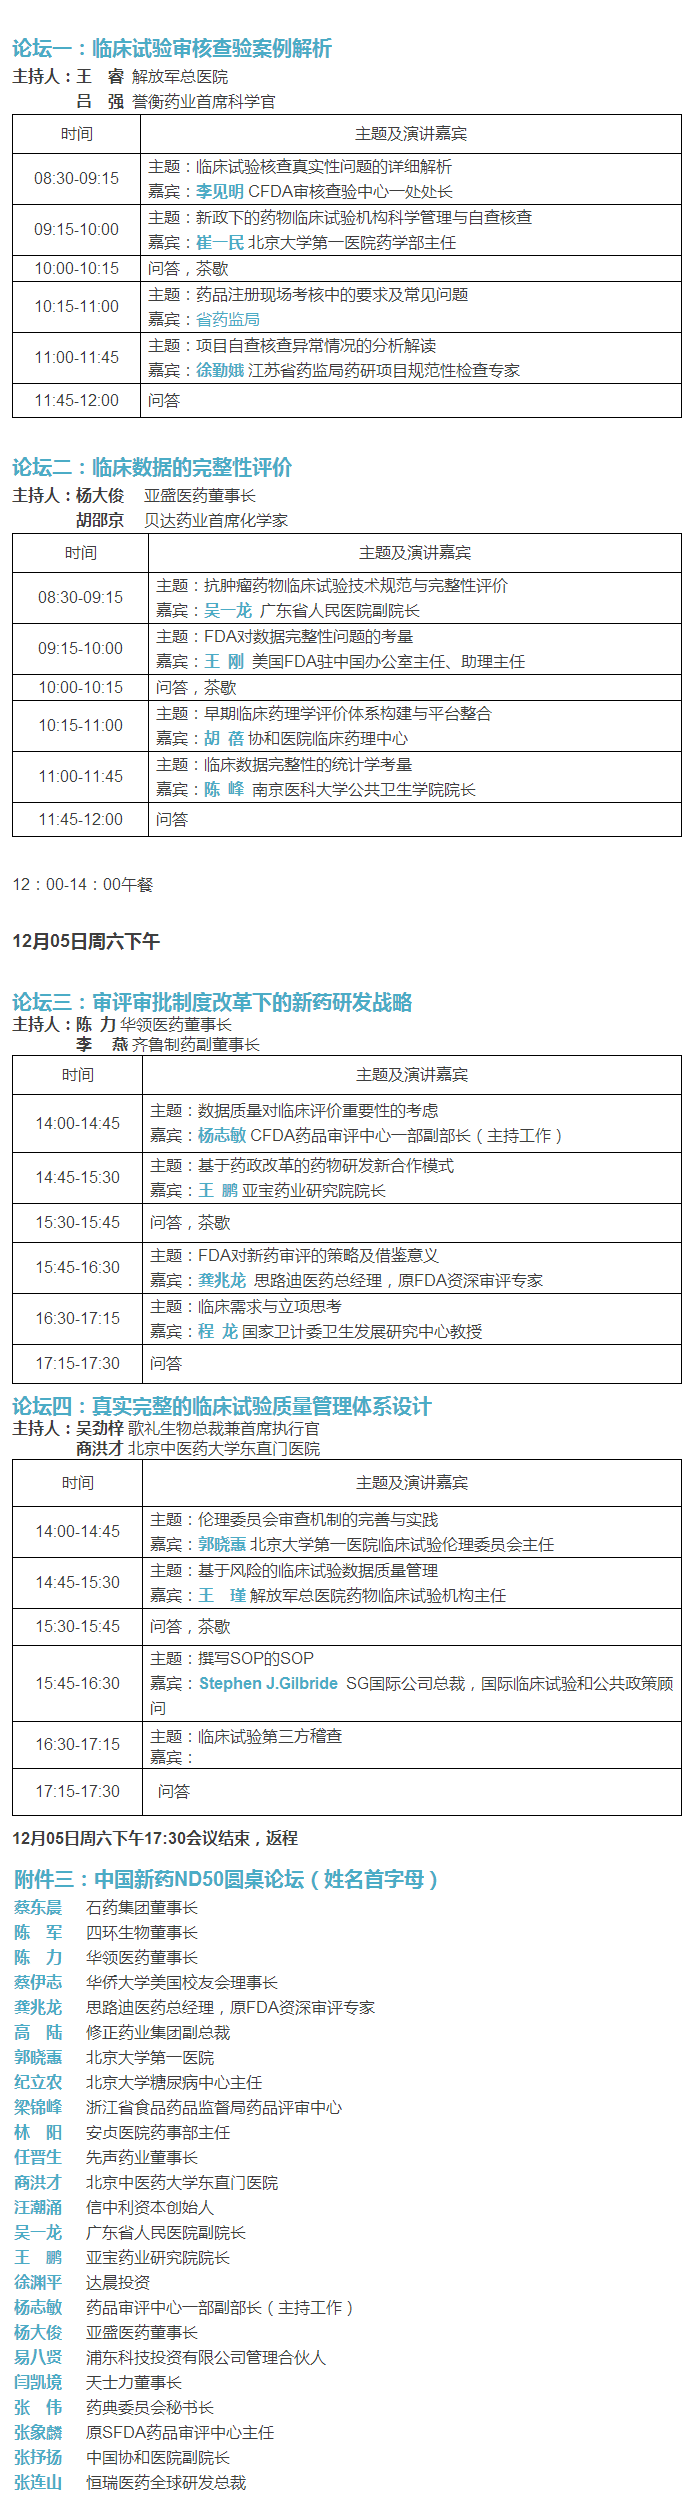 论坛一：临床试验审核查验案例解析
主持人：王　睿 解放军总医院
吕　强 誉衡药业首席科学官
时间 主题及演讲嘉宾
08:30-09:15 主题：临床试验核查真实性问题的详细解析
嘉宾：李见明 CFDA审核查验中心一处处长
09:15-10:00 主题：新政下的药物临床试验机构科学管理与自查核查
嘉宾：崔一民 北京大学第一医院药学部主任
10:00-10:15 问答，茶歇
10:15-11:00 主题：药品注册现场考核中的要求及常见问题
嘉宾：省药监局
11:00-11:45 主题：项目自查核查异常情况的分析解读
嘉宾：徐勤娥 江苏省药监局药研项目规范性检查专家
11:45-12:00 问答
论坛二：临床数据的完整性评价
主持人：杨大俊 亚盛医药董事长
胡邵京 贝达药业首席化学家
时间 主题及演讲嘉宾
08:30-09:15 主题：抗肿瘤药物临床试验技术规范与完整性评价
嘉宾：吴一龙 广东省人民医院副院长
09:15-10:00 主题：FDA对数据完整性问题的考量
嘉宾：王 刚 美国FDA驻中国办公室主任、助理主任
10:00-10:15 问答，茶歇
10:15-11:00 主题：早期临床药理学评价体系构建与平台整合
嘉宾：胡 蓓 协和医院临床药理中心
11:00-11:45 主题：临床数据完整性的统计学考量
嘉宾：陈 峰 南京医科大学公共卫生学院院长
11:45-12:00 问答
12：00-14：00午餐
12月05日周六下午
论坛三：审评审批制度改革下的新药研发战略
主持人：陈 力 华领医药董事长
李 燕 齐鲁制药副董事长
时间 主题及演讲嘉宾
14:00-14:45 主题：数据质量对临床评价重要性的考虑
嘉宾：杨志敏 CFDA药品审评中心一部副部长（主持工作）
14:45-15:30 主题：基于药政改革的药物研发新合作模式
嘉宾：王 鹏 亚宝药业研究院院长
15:30-15:45 问答，茶歇
15:45-16:30 主题：FDA对新药审评的策略及借鉴意义
嘉宾：龚兆龙 思路迪医药总经理，原FDA资深审评专家
16:30-17:15 主题：临床需求与立项思考
嘉宾：程 龙 国家卫计委卫生发展研究中心教授
17:15-17:30 问答
论坛四：真实完整的临床试验质量管理体系设计
主持人：吴劲梓 歌礼生物总裁兼首席执行官
商洪才 北京中医药大学东直门医院
时间 主题及演讲嘉宾
14:00-14:45 主题：伦理委员会审查机制的完善与实践
嘉宾：郭晓蕙 北京大学第一医院临床试验伦理委员会主任
14:45-15:30 主题：基于风险的临床试验数据质量管理
嘉宾：王 瑾 解放军总医院药物临床试验机构主任
15:30-15:45 问答，茶歇
15:45-16:30 主题：撰写SOP的SOP
嘉宾：Stephen J.Gilbride SG国际公司总裁，国际临床试验和公共政策顾
问
16:30-17:15 主题：临床试验第三方稽查
嘉宾：
17:15-17:30 问答
12月05日周六下午17:30会议结束，返程
附件三：中国新药ND50圆桌论坛（姓名首字母）
蔡东晨 石药集团董事长
陈　军 四环生物董事长
陈　力 华领医药董事长
蔡伊志 华侨大学美国校友会理事长
龚兆龙 思路迪医药总经理，原FDA资深审评专家
高　陆 修正药业集团副总裁
郭晓蕙 北京大学第一医院
纪立农 北京大学糖尿病中心主任
梁锦峰 浙江省食品药品监督局药品评审中心
林　阳 安贞医院药事部主任
任晋生 先声药业董事长
商洪才 北京中医药大学东直门医院
汪潮涌 信中利资本创始人
吴一龙 广东省人民医院副院长
王　鹏 亚宝药业研究院院长
徐渊平 达晨投资
杨志敏 药品审评中心一部副部长（主持工作）
杨大俊 亚盛医药董事长
易八贤 浦东科技投资有限公司管理合伙人
闫凯境 天士力董事长
张　伟 药典委员会秘书长
张象麟 原SFDA药品审评中心主任
张抒扬 中国协和医院副院长
张连山 恒瑞医药全球研发总裁